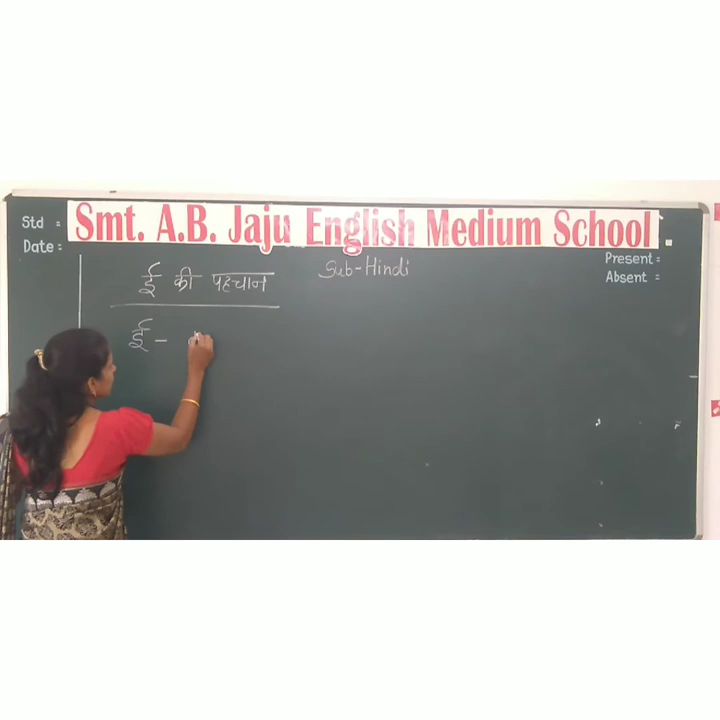 Smt. A.B. Jaju English Medium School
Std =
Date =
Present =
Absent =
Sub-Hindi
ई की पहचान
ई -